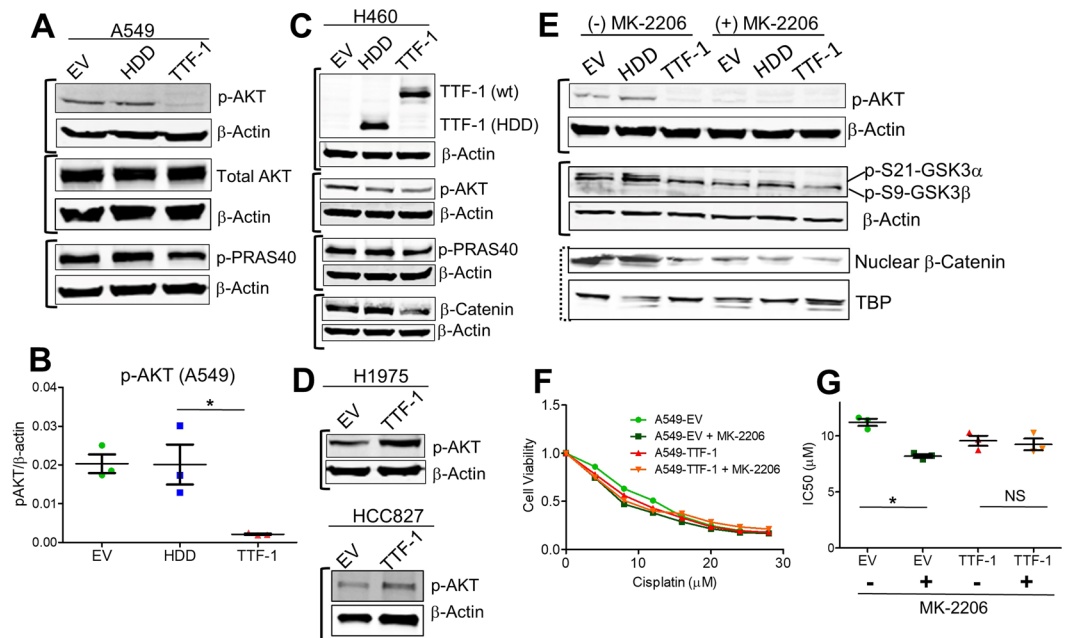 A
A549
EV HDD TTF-1
p-AKT
β-Actin
Total AKT
β-Actin
p-PRAS40
β-Actin
B
p-AKT (A549)
pAKT/β-actin
0.04
0.03
0.02
0.01
0.00
*
EV HDD TTF-1
C
H460
EV HDD TTF-1
TTF-1 (wt)
TTF-1 (HDD)
β-Actin
p-AKT
β-Actin
p-PRAS40
β-Actin
β-Catenin
β-Actin
D
H1975
EV TTF-1
p-AKT
β-Actin
HCC827
EV TTF-1
p-AKT
β-Actin
E
(-) MK-2206 (+) MK-2206
EV HDD TTF-1 EV HDD TTF-1
p-AKT
β-Actin
p-S21-GSK3α
p-S9-GSK3β
β-Actin
Nuclear β-Catenin
TBP
F
Cell Viability
1.5
1.0
0.5
0.0
0 10 20 30
Cisplatin (μM)
A549-EV
A549-EV + MK-2206
A549-TTF-1
A549-TTF-1 + MK-2206
G
IC50 (μM)
10
5
0
* NS
EV EV TTF-1 TTF-1
- + - +
MK-2206